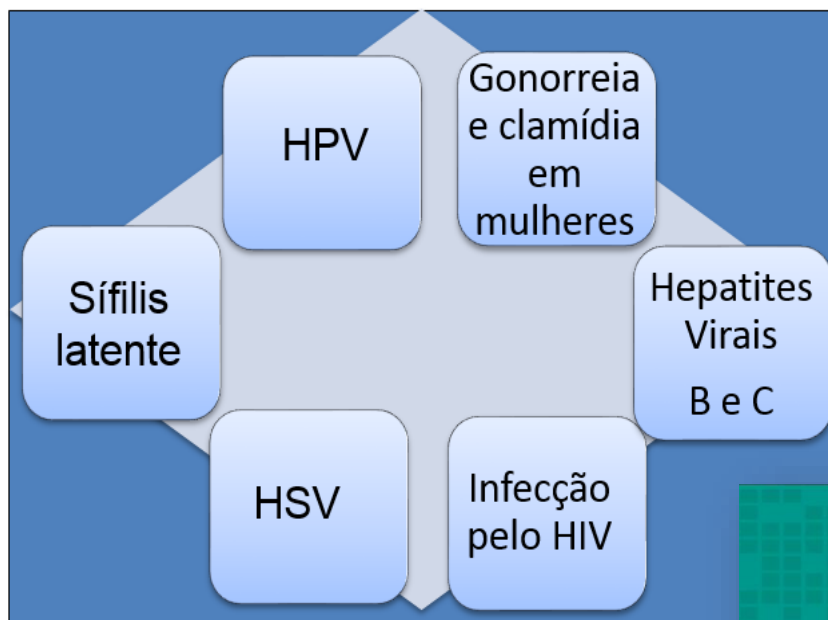 HPV
Gonorreia
e clamídia
em
mulheres
Sífilis
latente
Hepatites
Virais
B e C
HSV
Infecção
pelo HIV